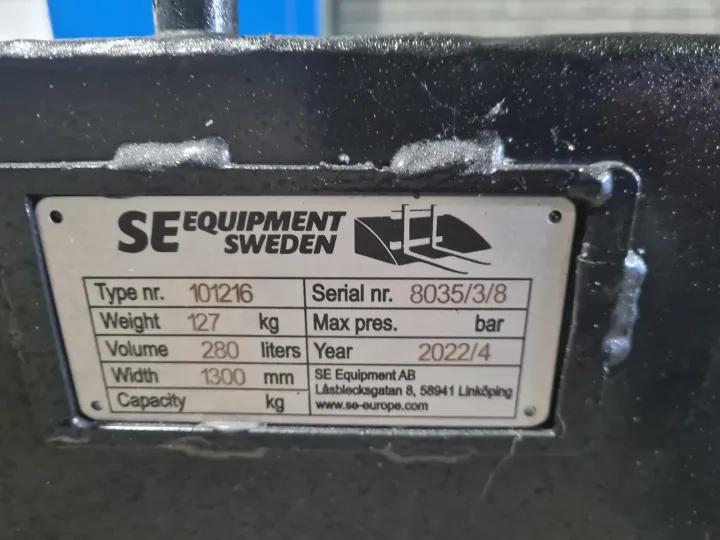 SE EQUIPMENT SWEDEN
Type nr. 101216 Serial nr. 8035/3/8
Weight 127 kg Max pres. bar
Volume 280 liters Year 2022/4
Width 1300 mm SE Equipment AB
Låsblecksgatan 8, 58941 Linköping
Capacity kg www.se-europe.com